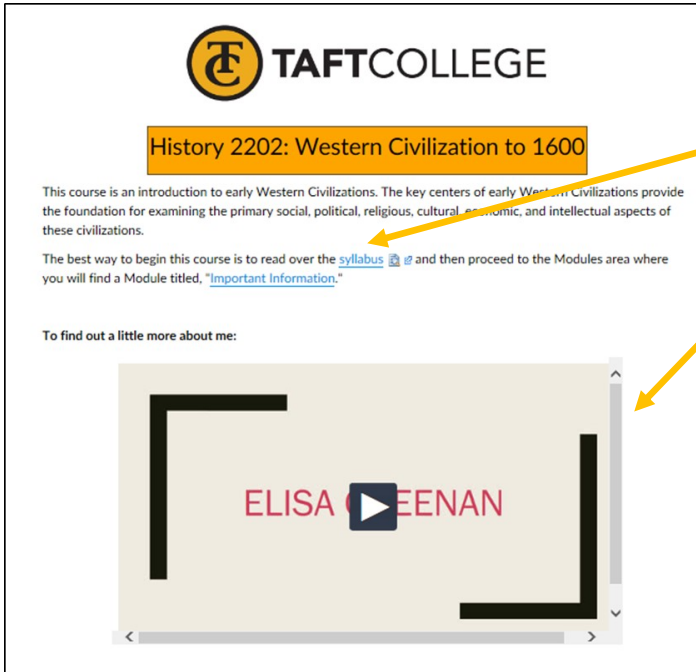 TAFTCOLLEGE
History 2202: Western Civilization to 1600
This course is an introduction to early Western Civilizations. The key centers of early Western Civilizations provide
the foundation for examining the primary social, political, religious, cultural, economic, and intellectual aspects of
these civilizations.
The best way to begin this course is to read over the syllabus and then proceed to the Modules area where
you will find a Module titled, "Important Information."
To find out a little more about me:
ELISA EENAN